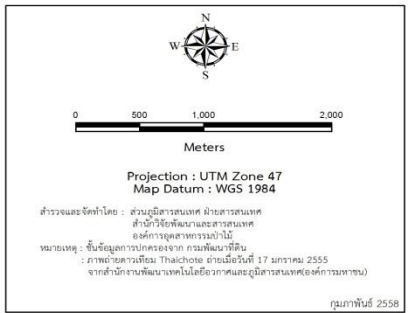 N
W E
S
0 500 1,000 2,000
Meters
Projection : UTM Zone 47
Map Datum : WGS 1984
สำรวจและจัดทำโดย : ส่วนภูมิสารสนเทศ ฝ่ายสารสนเทศ
สำนักวิจัยพัฒนาและสารสนเทศ
องค์การอุตสาหกรรมป่าไม้
หมายเหตุ : ชั้นข้อมูลการปกครองจาก กรมพัฒนาที่ดิน
: ภาพถ่ายดาวเทียม Thaichote ถ่ายเมื่อวันที่ 17 มกราคม 2555
จากสำนักงานพัฒนาเทคโนโลยีอวกาศและภูมิสารสนเทศ(องค์การมหาชน)
กุมภาพันธ์ 2558